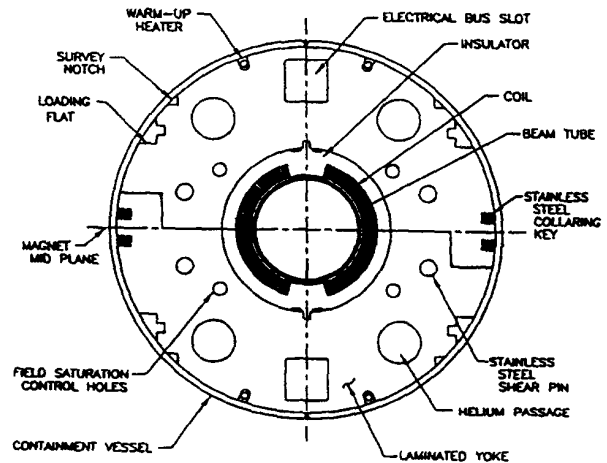 WARM-UP
HEATER
ELECTRICAL BUS SLOT
INSULATOR
SURVEY
NOTCH
LOADING
FLAT
COIL
BEAM TUBE
STAINLESS
STEEL
COLLARING
KEY
MAGNET
MID PLANE
FIELD SATURATION
CONTROL HOLES
STAINLESS
STEEL
SHEAR PIN
HELIUM PASSAGE
CONTAINMENT VESSEL
LAMINATED YOKE